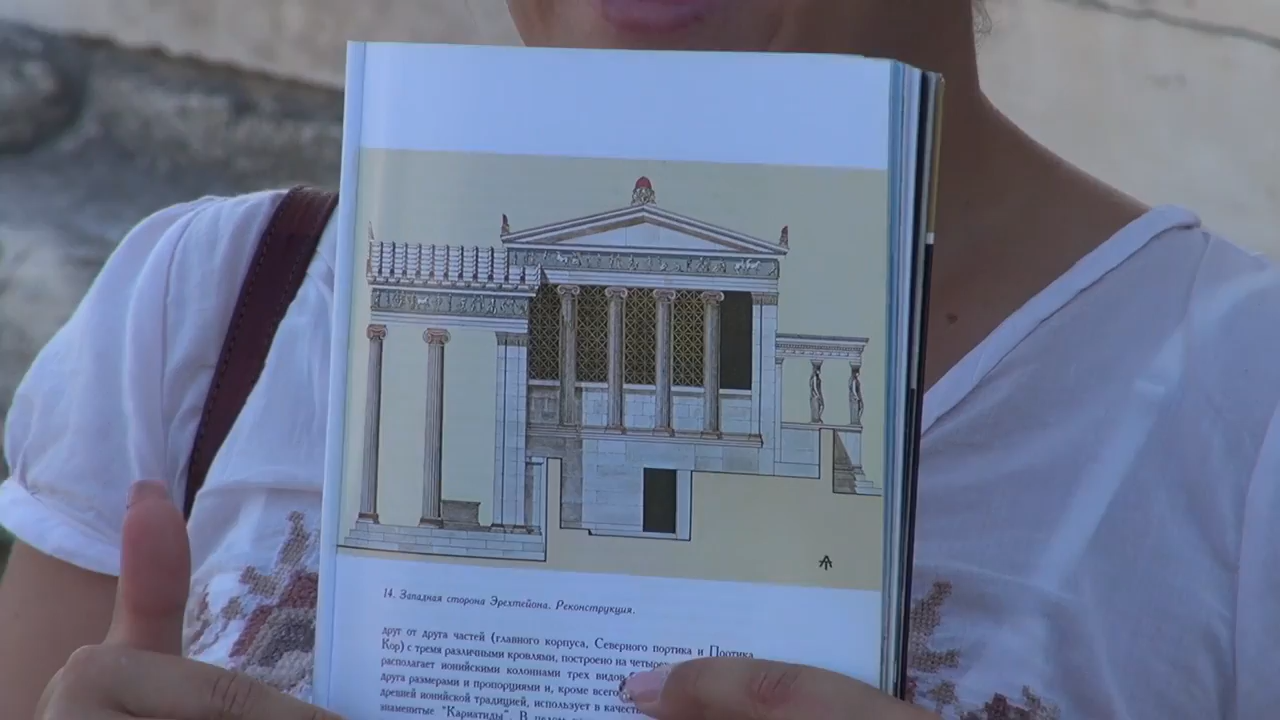 14. Западная сторона Эрехтейона. Реконструкция.
друг от друга частей (главного корпуса, Северного портика и Портика
Кор) с тремя различными кровлями, построено на четырех
располагает ионийскими колоннами трех видов
друга размерами и пропорциями и, кроме всего
древней ионийской традицией, использует в качестве
знаменитые "Кариатиды". В целом